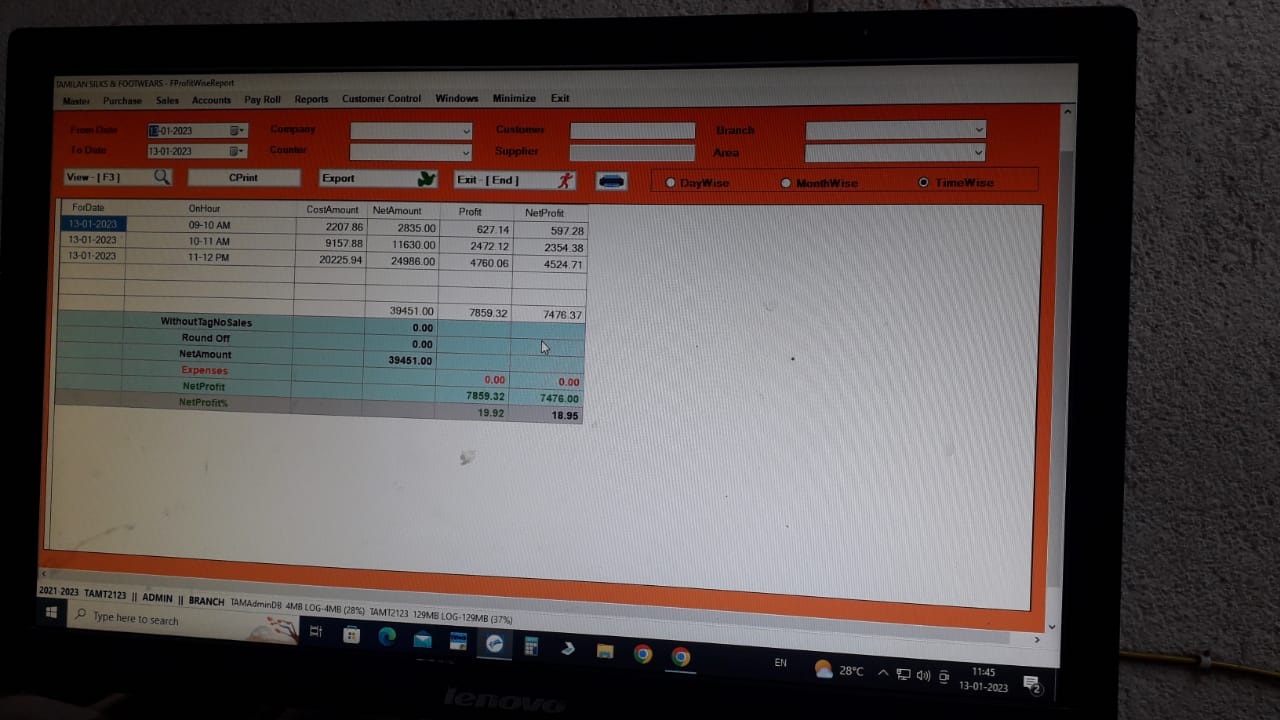 TAMILAN SILKS & FOOTWEARS - FProfitWiseReport
Master Purchase Sales Accounts Pay Roll Reports Customer Control Windows Minimize Exit
From Date 13-01-2023 Company Customer Branch
To Date 13-01-2023 Counter Supplier Area
View - [ F3 ] CPrint Export Exit - [ End ] DayWise MonthWise TimeWise
ForDate OnHour CostAmount NetAmount Profit NetProfit
13-01-2023 09-10 AM 2207.86 2835.00 627.14 597.28
13-01-2023 10-11 AM 9157.88 11630.00 2472.12 2354.38
13-01-2023 11-12 PM 20225.94 24986.00 4760.06 4524.71
39451.00 7859.32 7476.37
WithoutTagNoSales 0.00
Round Off 0.00
NetAmount 39451.00
Expenses 0.00 0.00
NetProfit 7859.32 7476.00
NetProfit% 19.92 18.95
2021-2023 TAMT2123 || ADMIN || BRANCH TAMAdminDB 4MB LOG-4MB (28%) TAMT2123 129MB LOG-129MB (37%)
Type here to search EN 28°C 11:45
13-01-2023 2
lenovo